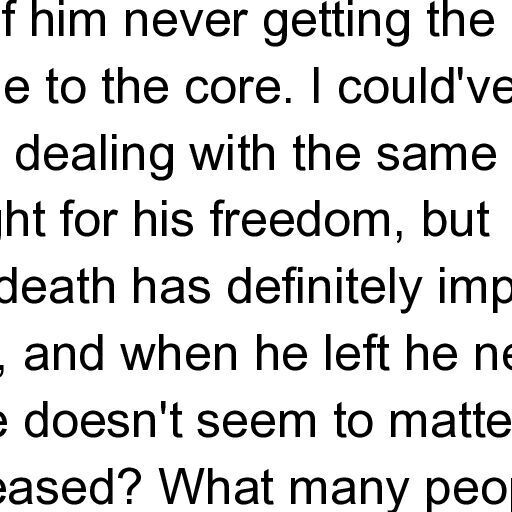 f him never getting the
e to the core. I could've
dealing with the same
ght for his freedom, but
death has definitely imp
, and when he left he ne
e doesn't seem to matte
eased? What many peop